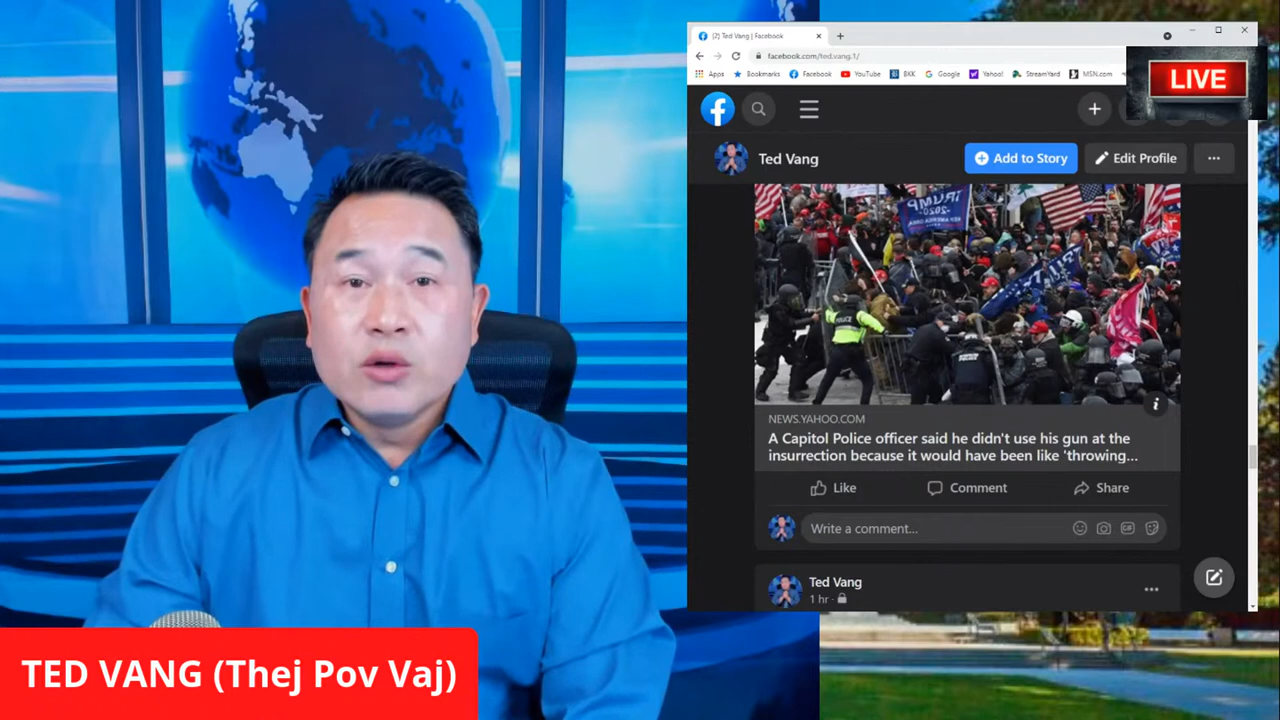 (2) Ted Vang | Facebook
facebook.com/ted.vang.1/
Apps Bookmarks Facebook YouTube BKK Google Yahoo! StreamYard MSN.com
LIVE
Ted Vang
Add to Story
Edit Profile
TRUMP
2020
POLICE
NEWS.YAHOO.COM
A Capitol Police officer said he didn't use his gun at the
insurrection because it would have been like 'throwing...
Like Comment Share
Write a comment...
GIF
Ted Vang
1 hr ·
TED VANG (Thej Pov Vaj)